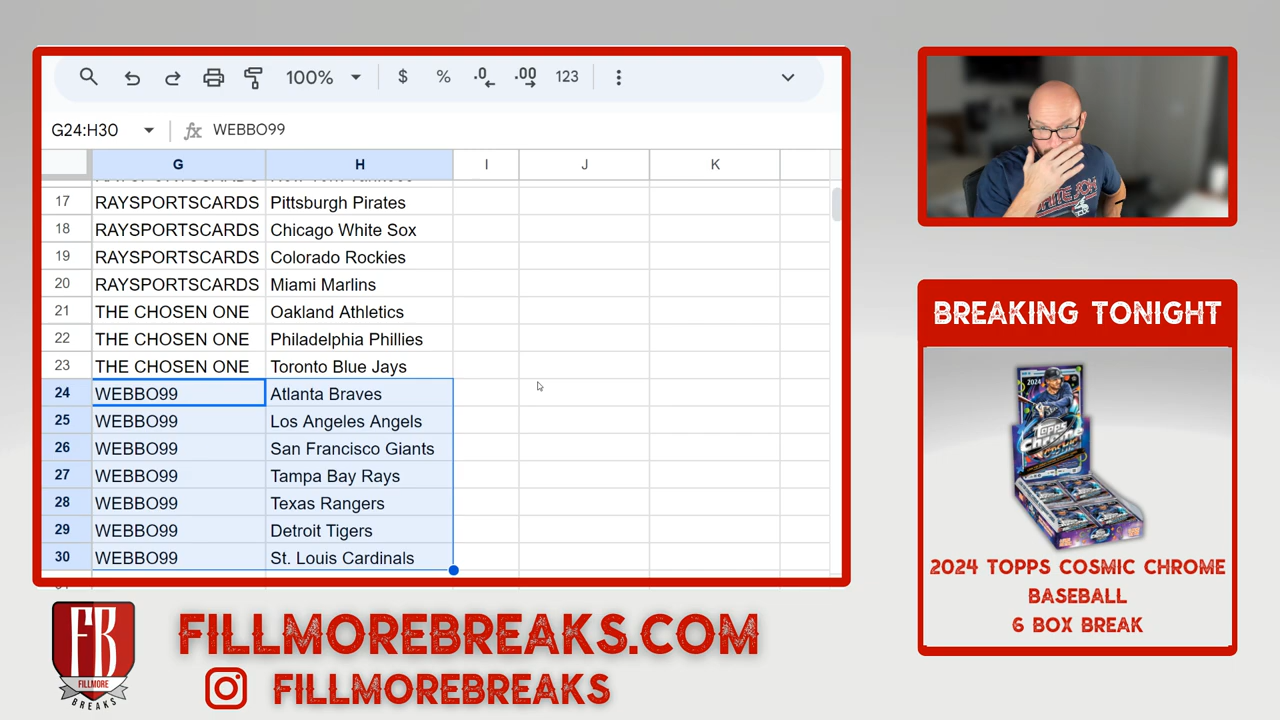 100%
$
%
.0
.00
123
G24:H30
fx
WEBBO99
G H I J K
17 RAYSPORTSCARDS Pittsburgh Pirates
18 RAYSPORTSCARDS Chicago White Sox
19 RAYSPORTSCARDS Colorado Rockies
20 RAYSPORTSCARDS Miami Marlins
21 THE CHOSEN ONE Oakland Athletics
22 THE CHOSEN ONE Philadelphia Phillies
23 THE CHOSEN ONE Toronto Blue Jays
24 WEBBO99 Atlanta Braves
25 WEBBO99 Los Angeles Angels
26 WEBBO99 San Francisco Giants
27 WEBBO99 Tampa Bay Rays
28 WEBBO99 Texas Rangers
29 WEBBO99 Detroit Tigers
30 WEBBO99 St. Louis Cardinals
BREAKING TONIGHT
2024
TOPPS
Chrome
2024 TOPPS COSMIC CHROME
BASEBALL
6 BOX BREAK
FB
FILLMORE
BREAKS
FILLMOREBREAKS.COM
FILLMOREBREAKS